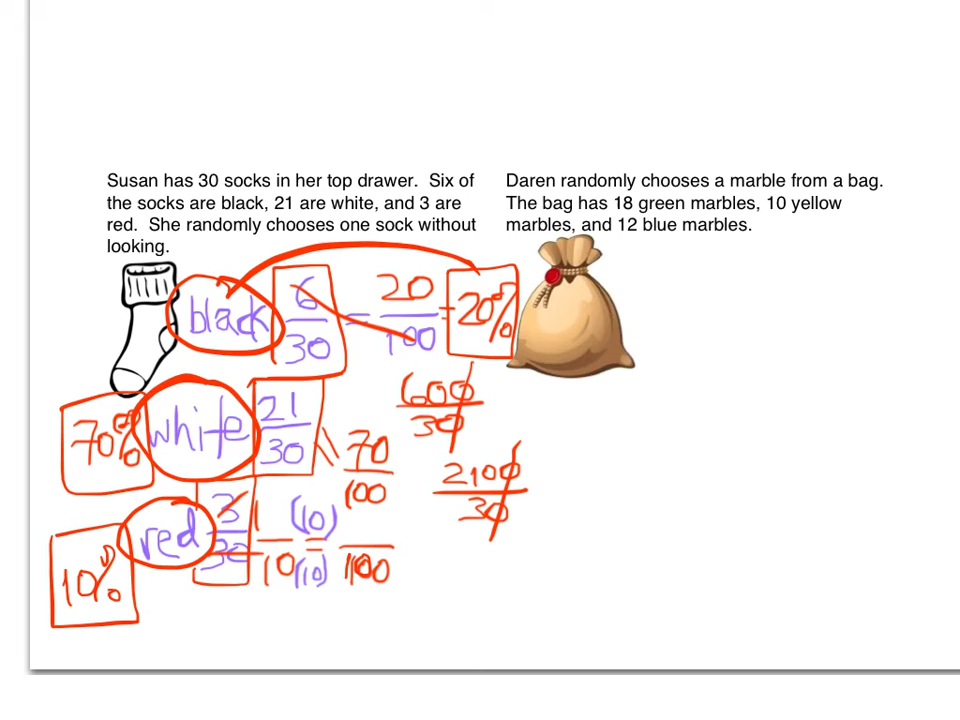 Susan has 30 socks in her top drawer. Six of
the socks are black, 21 are white, and 3 are
red. She randomly chooses one sock without
looking.
Daren randomly chooses a marble from a bag.
The bag has 18 green marbles, 10 yellow
marbles, and 12 blue marbles.
black 6/30 = 20/100 = 20%
600/30
70% white 21/30 70/100
2100/30
10% red 3/30 1/10 (10)/(10) = /100